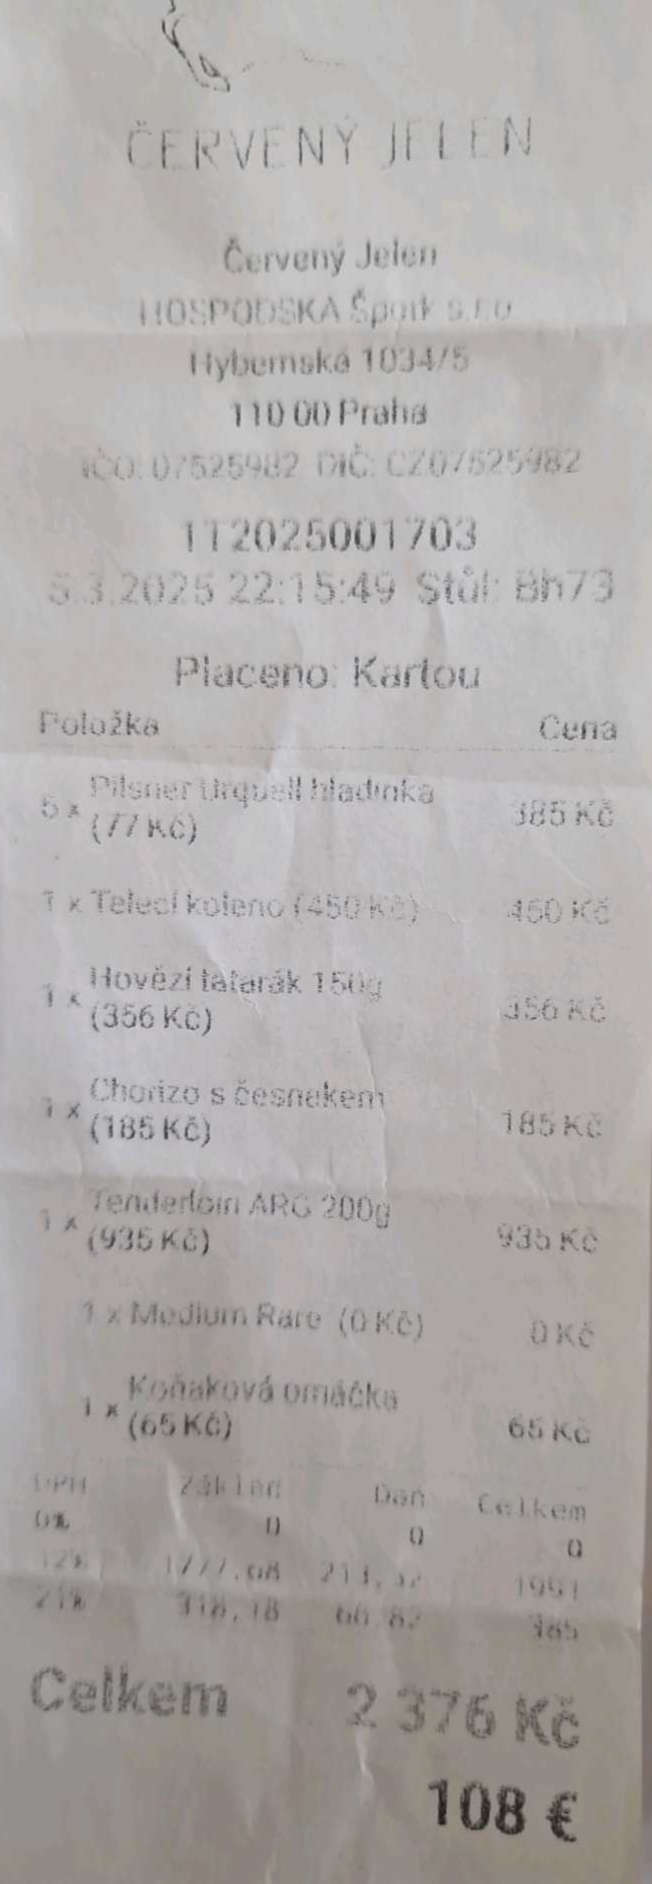 ČERVENÝ JELEN
Červený Jelen
HOSPODSKA Špork s.r.o
Hybernská 1034/5
110 00 Praha
IČO: 07525982 DIČ: CZ07525982
1T2025001703
5.3.2025 22:15:49 Stůl: Bh73
Placeno: Kartou
Položka Cena
5 x Pilsner Urquell hladinka 385 Kč
(77 Kč)
1 x Telecí koleno (450 Kč) 450 Kč
1 x Hovězí tatarák 150g 356 Kč
(356 Kč)
1 x Chorizo s česnekem 185 Kč
(185 Kč)
1 x Tenderloin ARG 200g 935 Kč
(935 Kč)
1 x Medium Rare (0 Kč) 0 Kč
1 x Koňaková omáčka 65 Kč
(65 Kč)
DPH Základ Daň Celkem
0% 0 0 0
12% 1777,68 213,32 1991
21% 318,18 66,82 385
Celkem 2 376 Kč
108 €